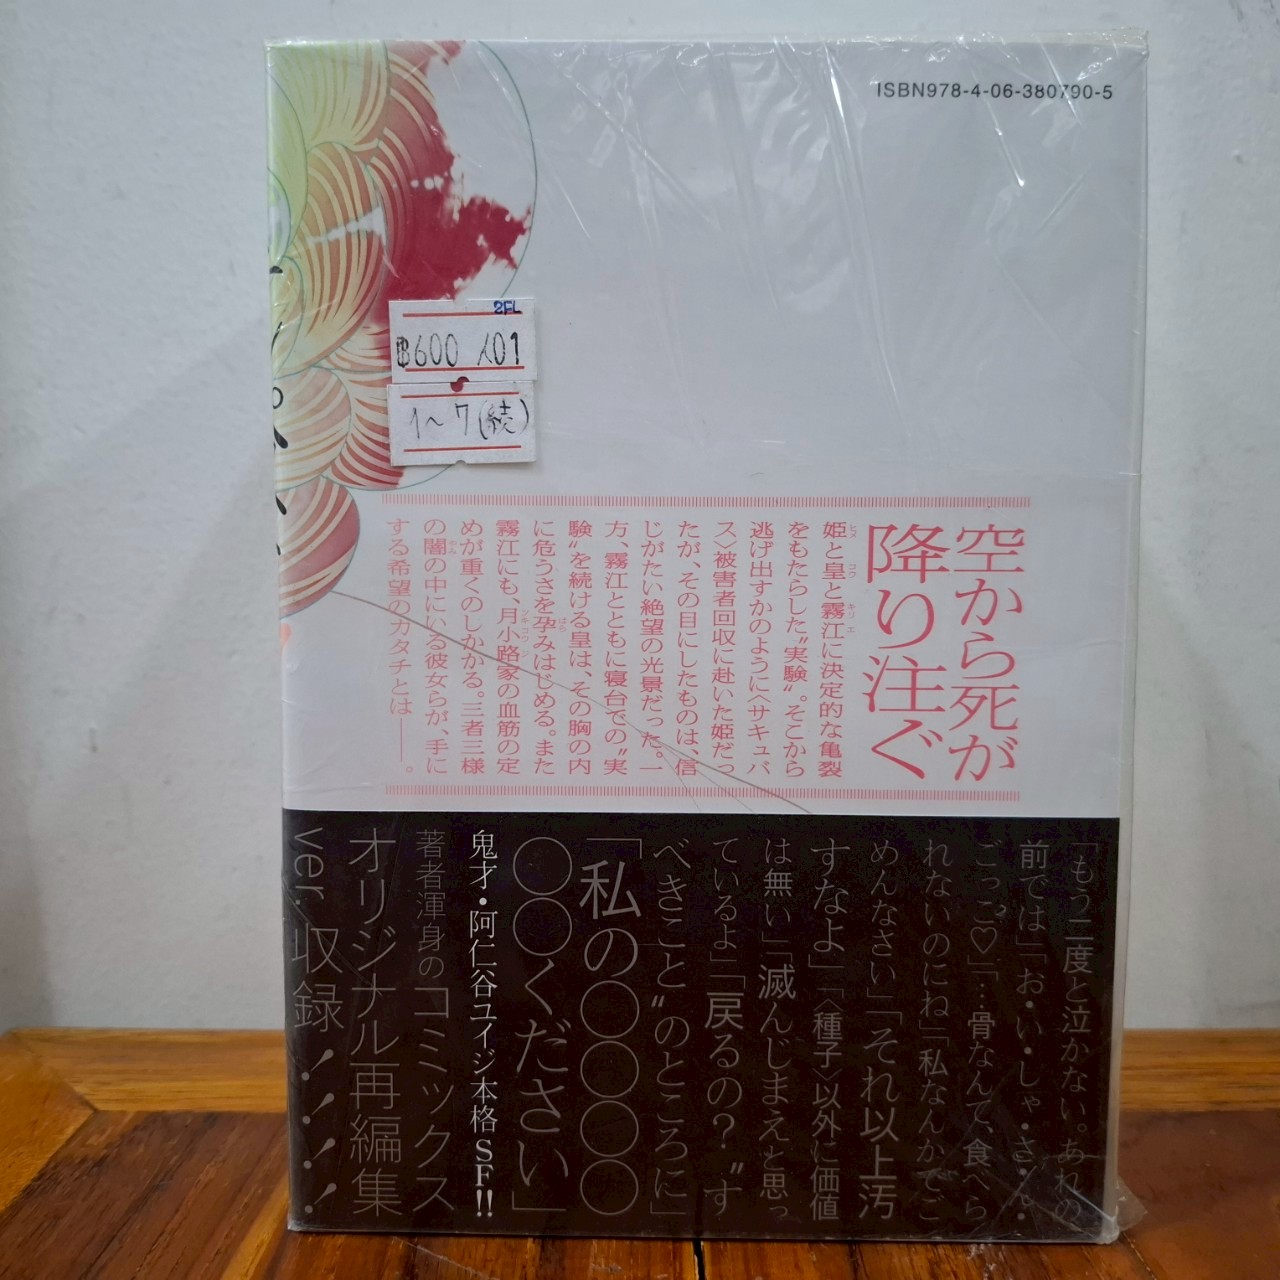 ISBN978-4-06-380790-5
2FL
฿600 人01
1~7(続)
空から死が
降り注ぐ
姫と皇と霧江に決定的な亀裂
をもたらした〝実験〟。そこから
逃げ出すかのように〈サキュバ
ス〉被害者回収に赴いた姫だっ
たが、その目にしたものは、信
じがたい絶望の光景だった。一
方、霧江とともに寝台での〝実
験〟を続ける皇は、その胸の内
に危うさを孕みはじめる。また
霧江にも、月小路家の血筋の定
めが重くのしかかる。三者三様
の闇の中にいる彼女らが、手に
する希望のカタチとは――。
「もう二度と泣かない。あれの
前では」「お・い・しゃ・さ・ん・
ごっこ♡」「…骨なんて、食べら
れないのにね」「私なんかでご
めんなさい」「それ以上汚
すなよ」「〈種子〉以外に価値
は無い」「滅んじまえと思っ
ているよ」「戻るの？〝す
べきこと〟のところに」
「私の〇〇〇〇〇
〇〇ください」
鬼才・阿仁谷ユイジ本格SF!!
著者渾身のコミックス
オリジナル再編集
ver.収録！！！！